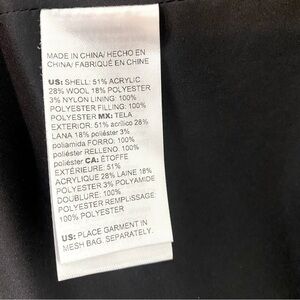 MADE IN CHINA/ HECHO EN
CHINA/ FABRIQUÉ EN CHINE
US: SHELL: 51% ACRYLIC
28% WOOL 18% POLYESTER
3% NYLON LINING: 100%
POLYESTER FILLING: 100%
POLYESTER MX: TELA
EXTERIOR: 51% acrílico 28%
LANA 18% poliéster 3%
poliamida FORRO: 100%
poliéster RELLENO: 100%
poliéster CA: ÉTOFFE
EXTÉRIEURE: 51%
ACRYLIQUE 28% LAINE 18%
POLYESTER 3% POLYAMIDE
DOUBLURE: 100%
POLYESTER REMPLISSAGE:
100% POLYESTER
US: PLACE GARMENT IN
MESH BAG. SEPARATELY.